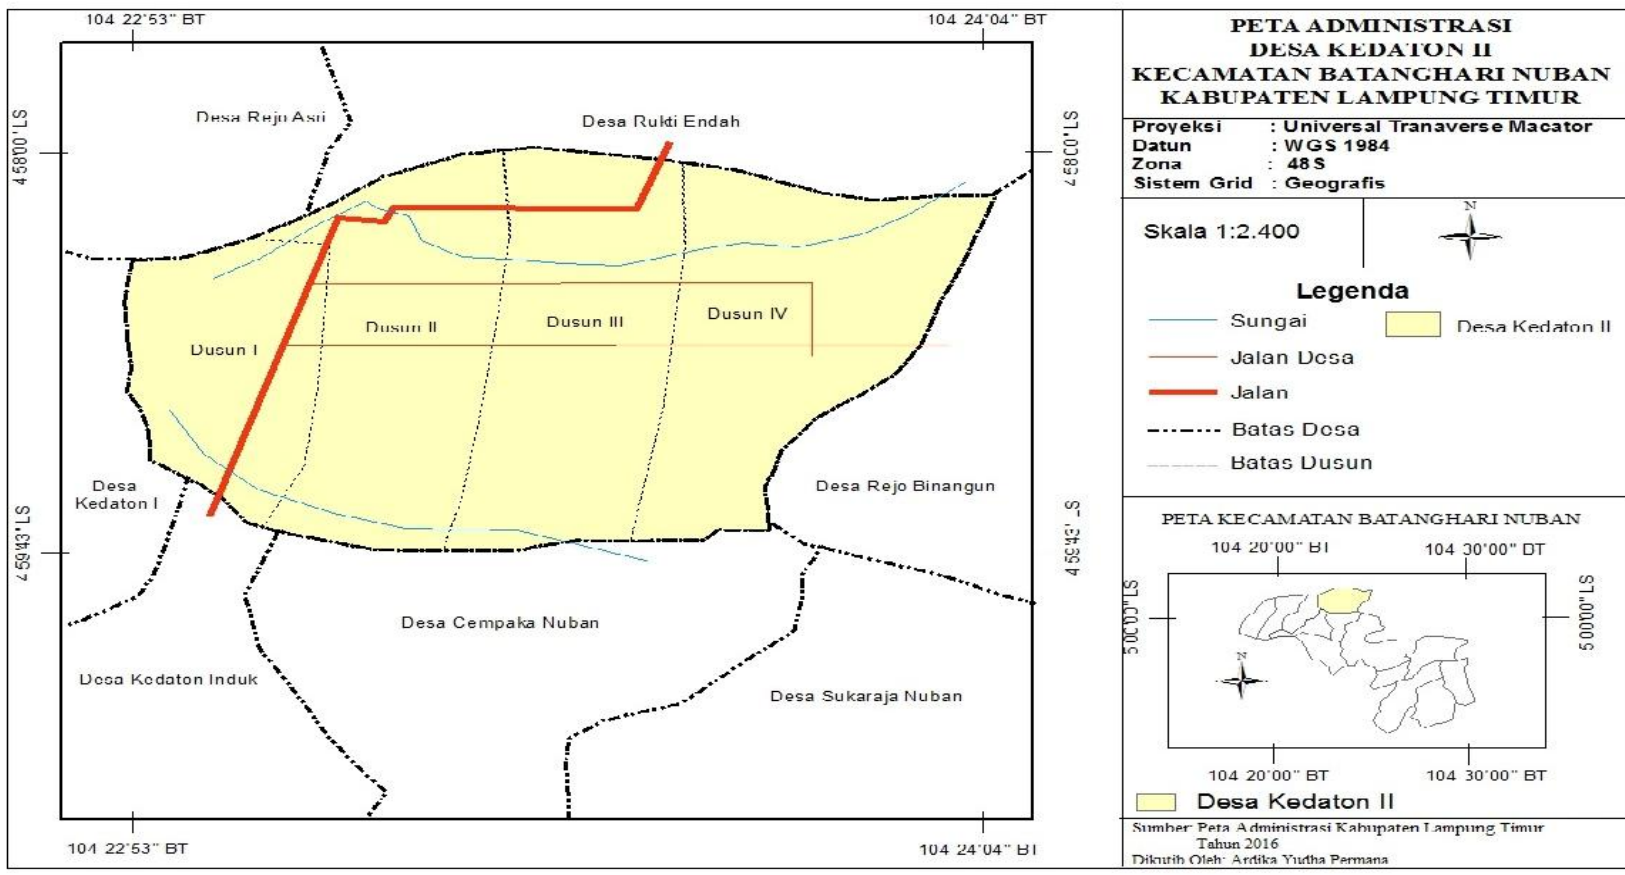 104 22'53" BT
104 24'04" BT
4 58'00" LS
4 58'00" LS
Desa Rejo Asri
Desa Rukti Endah
Dusun I
Dusun II
Dusun III
Dusun IV
Desa Kedaton I
Desa Rejo Binangun
4 59'43" LS
4 59'43" LS
Desa Cempaka Nuban
Desa Kedaton Induk
Desa Sukaraja Nuban
104 22'53" BT
104 24'04" BT
PETA ADMINISTRASI
DESA KEDATON II
KECAMATAN BATANGHARI NUBAN
KABUPATEN LAMPUNG TIMUR
Proyeksi : Universal Tranaverse Macator
Datun : WGS 1984
Zona : 48S
Sistem Grid : Geografis
Skala 1:2.400
N
Legenda
Sungai
Desa Kedaton II
Jalan Desa
Jalan
Batas Desa
Batas Dusun
PETA KECAMATAN BATANGHARI NUBAN
104 20'00" BT
104 30'00" BT
5 00'00" LS
5 00'00" LS
N
104 20'00" BT
104 30'00" BT
Desa Kedaton II
Sumber: Peta Administrasi Kabupaten Lampung Timur
Tahun 2016
Dikutib Oleh: Ardika Yudha Permana